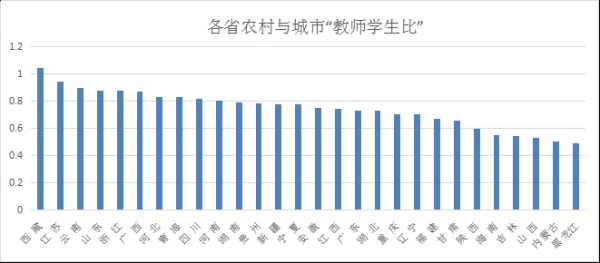 各省农村与城市“教师学生比”
1.2
1
0.8
0.6
0.4
0.2
0
西藏
江苏
云南
山东
浙江
广西
河北
青海
四川
河南
湖南
贵州
新疆
宁夏
安徽
江西
广东
湖北
重庆
辽宁
福建
甘肃
陕西
海南
吉林
山西
内蒙古
黑龙江